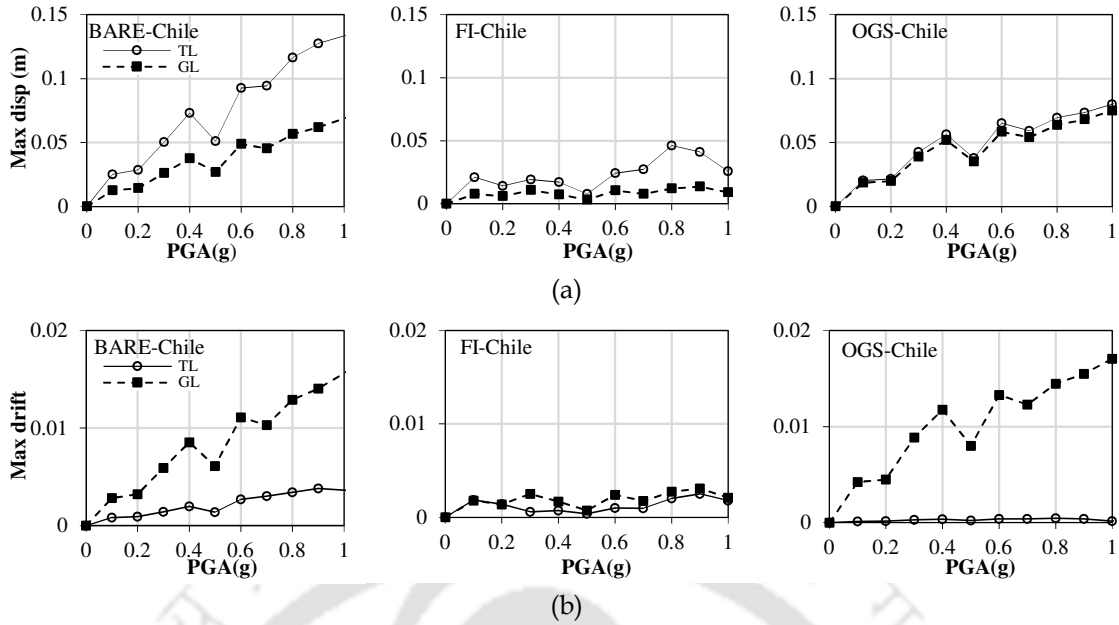 BARE-Chile
TL
GL
FI-Chile
OGS-Chile
Max disp (m)
0.15
0.1
0.05
0
0 0.2 0.4 0.6 0.8 1
PGA(g)
0.15
0.1
0.05
0
0 0.2 0.4 0.6 0.8 1
PGA(g)
0.15
0.1
0.05
0
0 0.2 0.4 0.6 0.8 1
PGA(g)
(a)
BARE-Chile
TL
GL
FI-Chile
OGS-Chile
Max drift
0.02
0.01
0
0 0.2 0.4 0.6 0.8 1
PGA(g)
0.02
0.01
0
0 0.2 0.4 0.6 0.8 1
PGA(g)
0.02
0.01
0
0 0.2 0.4 0.6 0.8 1
PGA(g)
(b)